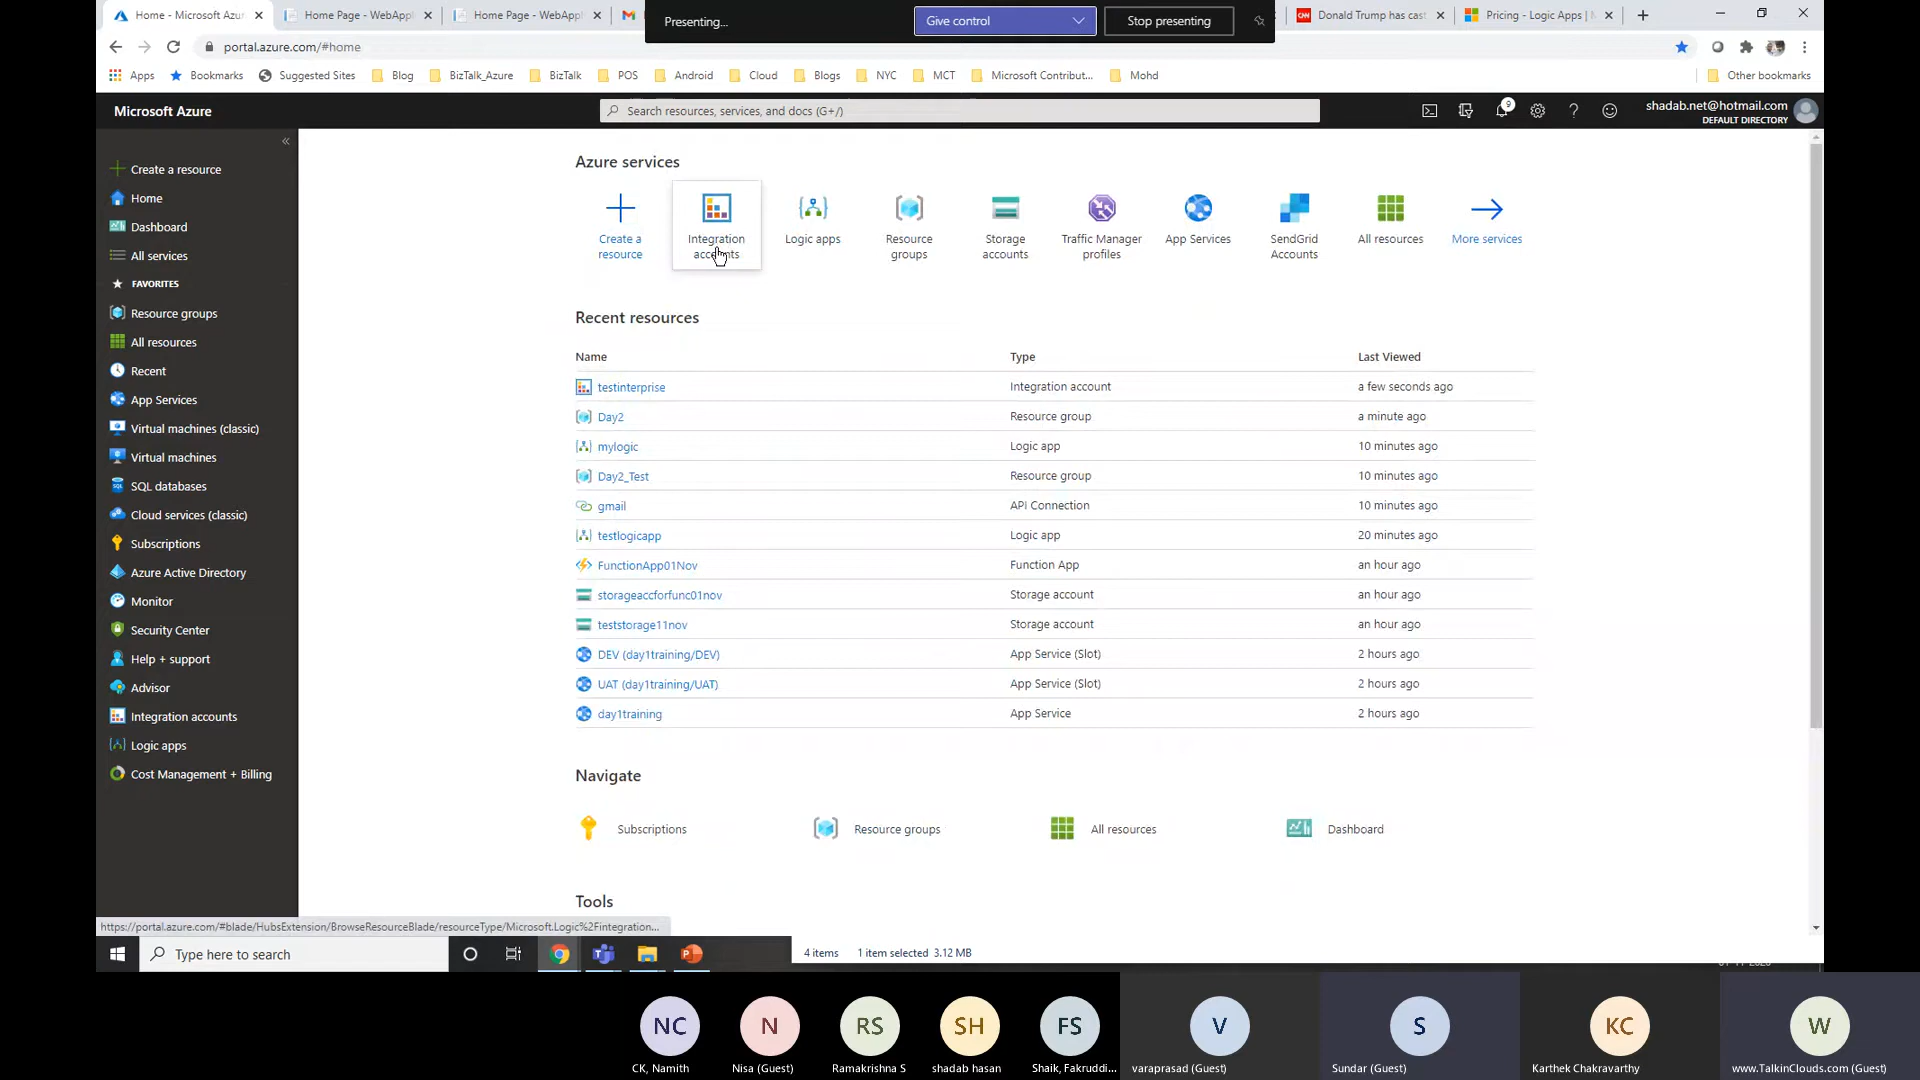 Home - Microsoft Azur
Home Page - WebAppl
Home Page - WebAppl
Presenting...
Give control
Stop presenting
Donald Trump has cast
Pricing - Logic Apps | M
portal.azure.com/#home
Apps
Bookmarks
Suggested Sites
Blog
BizTalk_Azure
BizTalk
POS
Android
Cloud
Blogs
NYC
MCT
Microsoft Contribut...
Mohd
Other bookmarks
Microsoft Azure
Search resources, services, and docs (G+/)
9
shadab.net@hotmail.com
DEFAULT DIRECTORY
Create a resource
Home
Dashboard
All services
FAVORITES
Resource groups
All resources
Recent
App Services
Virtual machines (classic)
Virtual machines
SQL databases
Cloud services (classic)
Subscriptions
Azure Active Directory
Monitor
Security Center
Help + support
Advisor
Integration accounts
Logic apps
Cost Management + Billing
Azure services
Create a
resource
Integration
accounts
Logic apps
Resource
groups
Storage
accounts
Traffic Manager
profiles
App Services
SendGrid
Accounts
All resources
More services
Recent resources
Name Type Last Viewed
testinterprise Integration account a few seconds ago
Day2 Resource group a minute ago
mylogic Logic app 10 minutes ago
Day2_Test Resource group 10 minutes ago
gmail API Connection 10 minutes ago
testlogicapp Logic app 20 minutes ago
FunctionApp01Nov Function App an hour ago
storageaccforfunc01nov Storage account an hour ago
teststorage11nov Storage account an hour ago
DEV (day1training/DEV) App Service (Slot) 2 hours ago
UAT (day1training/UAT) App Service (Slot) 2 hours ago
day1training App Service 2 hours ago
Navigate
Subscriptions
Resource groups
All resources
Dashboard
Tools
https://portal.azure.com/#blade/HubsExtension/BrowseResourceBlade/resourceType/Microsoft.Logic%2Fintegration...
Type here to search
4 items 1 item selected 3.12 MB
NC
N
RS
SH
FS
V
S
KC
W
CK, Namith
Nisa (Guest)
Ramakrishna S
shadab hasan
Shaik, Fakruddi...
varaprasad (Guest)
Sundar (Guest)
Karthek Chakravarthy
www.TalkinClouds.com (Guest)